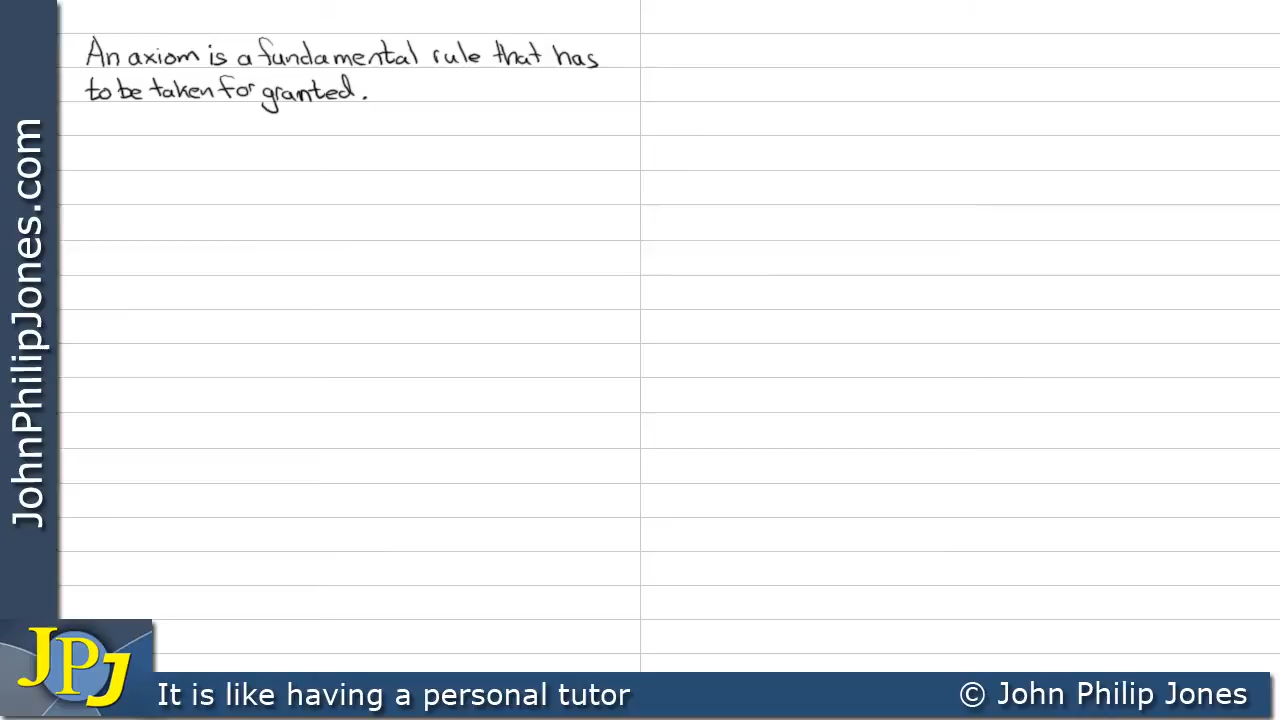 An axiom is a fundamental rule that has
to be taken for granted.
JohnPhilipJones.com
JPJ
It is like having a personal tutor
© John Philip Jones